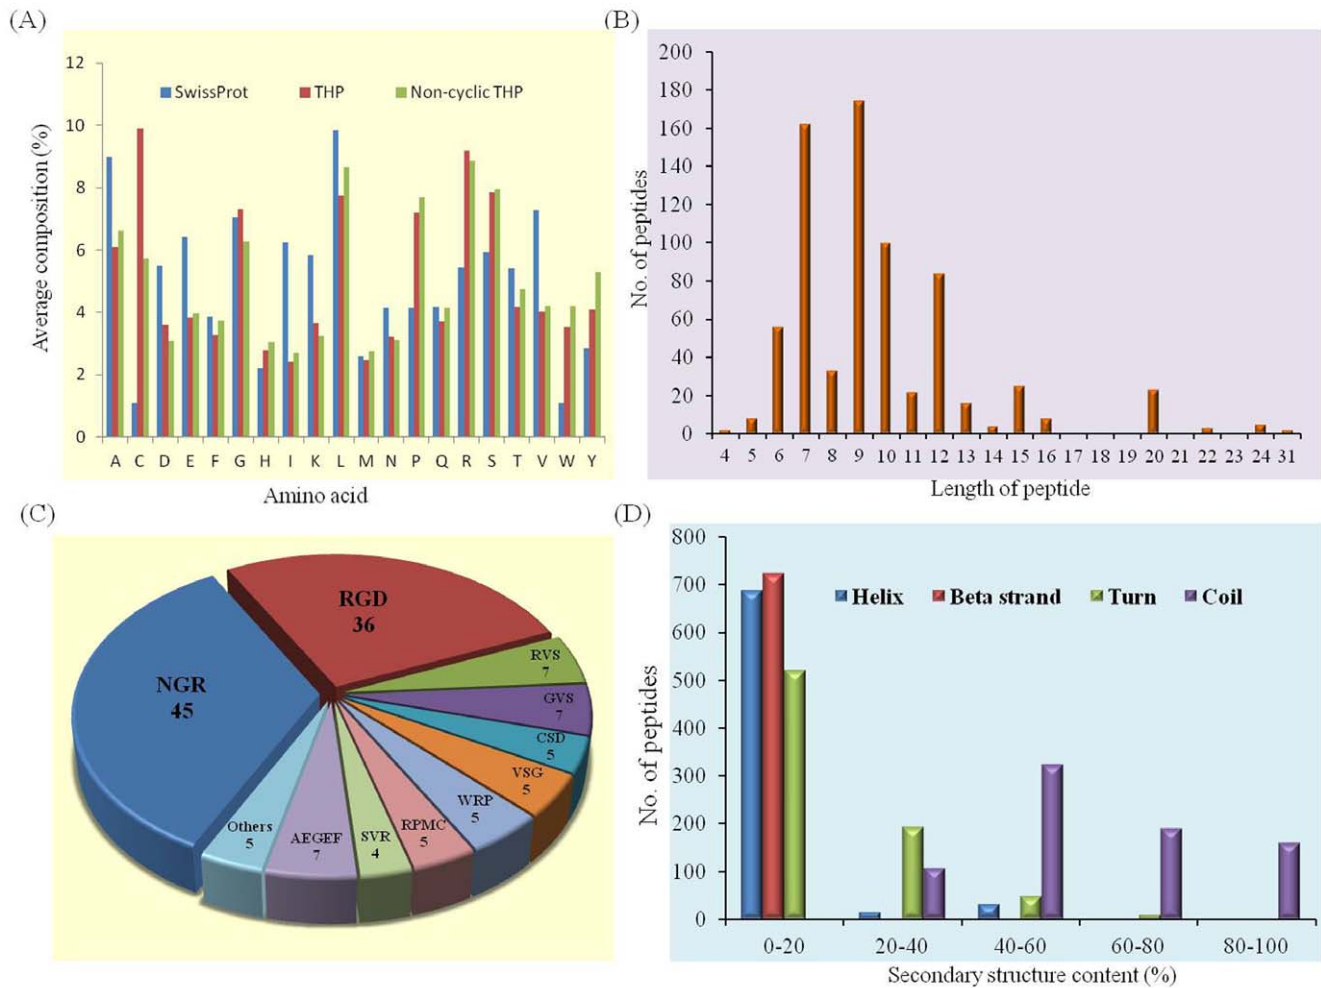 (A)
12
10
8
6
4
2
0
Average composition (%)
SwissProt THP Non-cyclic THP
A C D E F G H I K L M N P Q R S T V W Y
Amino acid
(B)
200
180
160
140
120
100
80
60
40
20
0
No. of peptides
4 5 6 7 8 9 10 11 12 13 14 15 16 17 18 19 20 21 22 23 24 31
Length of peptide
(C)
RGD
36
NGR
45
RVS
7
GVS
7
CSD
5
VSG
5
WRP
5
RPMC
5
SVR
4
AEGEF
7
Others
5
(D)
800
700
600
500
400
300
200
100
0
No. of peptides
Helix Beta strand Turn Coil
0-20 20-40 40-60 60-80 80-100
Secondary structure content (%)